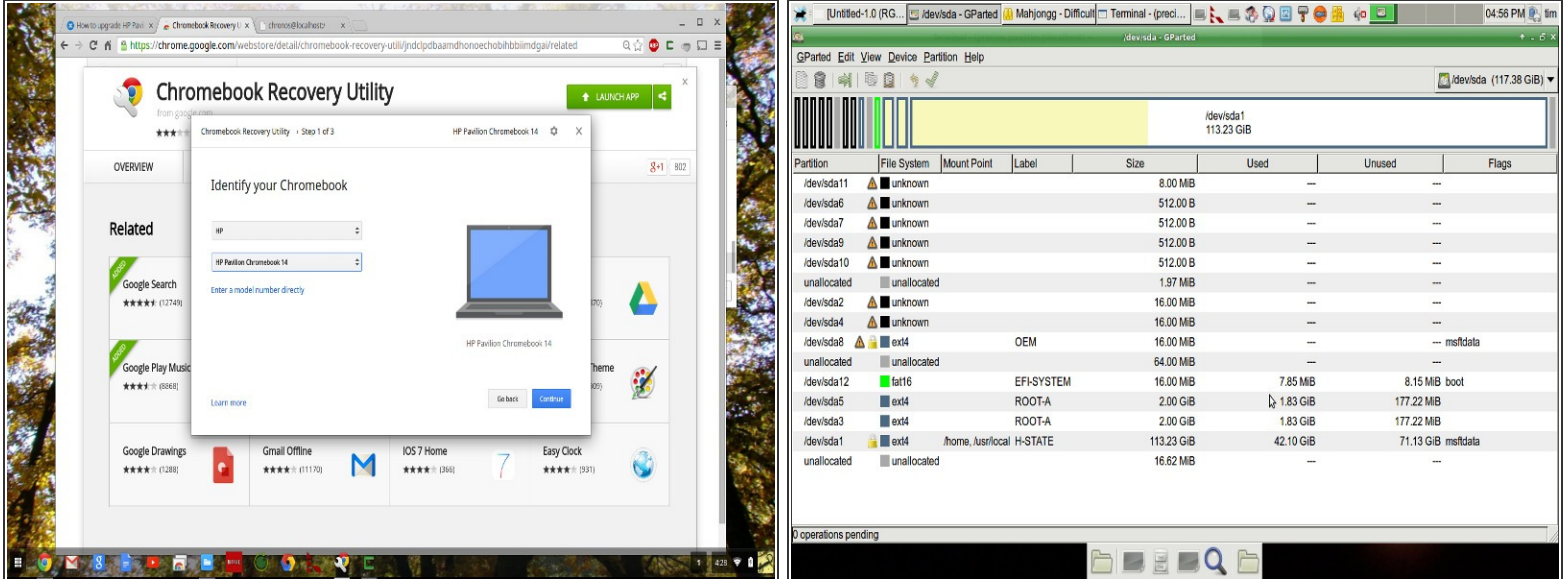 How to upgrade HP Pavi x
Chromebook Recovery U x
chronos@localhost:/ x
https://chrome.google.com/webstore/detail/chromebook-recovery-utili/jndclpdbaamdhonoechobihbbiimdgai/related
Chromebook Recovery Utility
from google.com
LAUNCH APP
OVERVIEW
g+1 802
Related
Chromebook Recovery Utility › Step 1 of 3
HP Pavilion Chromebook 14
X
Identify your Chromebook
HP
HP Pavilion Chromebook 14
Enter a model number directly
HP Pavilion Chromebook 14
Learn more
Go back
Continue
ADDED
Google Search
(12749)
ADDED
Google Play Music
(8868)
heme
Google Drawings
(1288)
Gmail Offline
(11170)
IOS 7 Home
(366)
7
Easy Clock
(931)
1 4:28
[Untitled-1.0 (RG...
/dev/sda - GParted
Mahjongg - Difficult
Terminal - (preci...
04:56 PM
tim
/dev/sda - GParted
GParted Edit View Device Partition Help
/dev/sda (117.38 GiB)
/dev/sda1
113.23 GiB
Partition File System Mount Point Label Size Used Unused Flags
/dev/sda11 unknown 8.00 MiB --- ---
/dev/sda6 unknown 512.00 B --- ---
/dev/sda7 unknown 512.00 B --- ---
/dev/sda9 unknown 512.00 B --- ---
/dev/sda10 unknown 512.00 B --- ---
unallocated unallocated 1.97 MiB --- ---
/dev/sda2 unknown 16.00 MiB --- ---
/dev/sda4 unknown 16.00 MiB --- ---
/dev/sda8 ext4 OEM 16.00 MiB --- --- msftdata
unallocated unallocated 64.00 MiB --- ---
/dev/sda12 fat16 EFI-SYSTEM 16.00 MiB 7.85 MiB 8.15 MiB boot
/dev/sda5 ext4 ROOT-A 2.00 GiB 1.83 GiB 177.22 MiB
/dev/sda3 ext4 ROOT-A 2.00 GiB 1.83 GiB 177.22 MiB
/dev/sda1 ext4 /home, /usr/local H-STATE 113.23 GiB 42.10 GiB 71.13 GiB msftdata
unallocated unallocated 16.62 MiB --- ---
0 operations pending